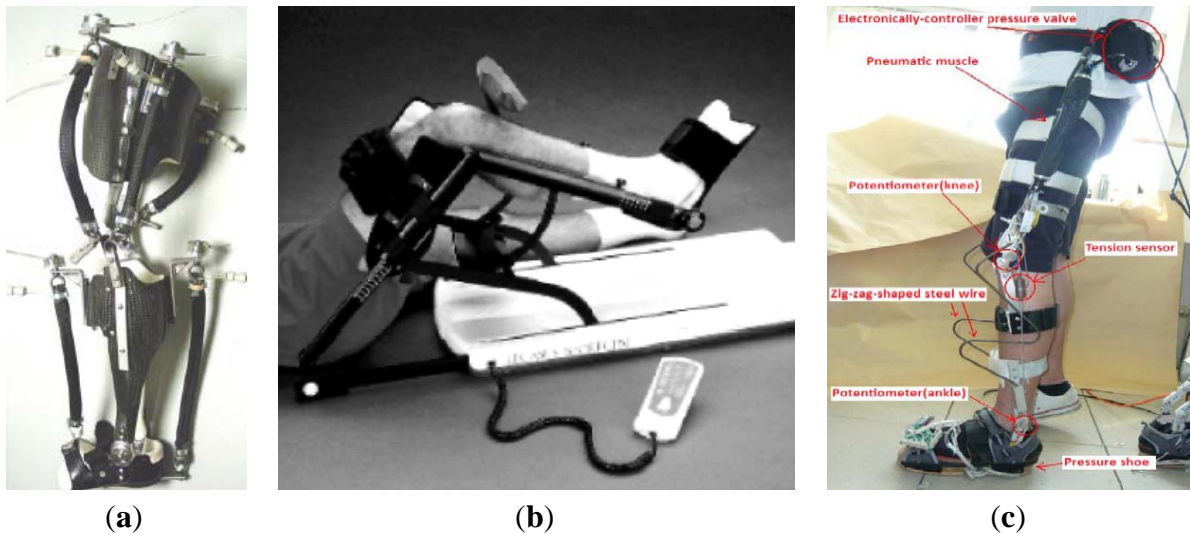 Electronically-controller pressure valve
Pneumatic muscle
Potentiometer(knee)
Tension sensor
Zig-zag-shaped steel wire
Potentiometer(ankle)
Pressure shoe
(a) (b) (c)